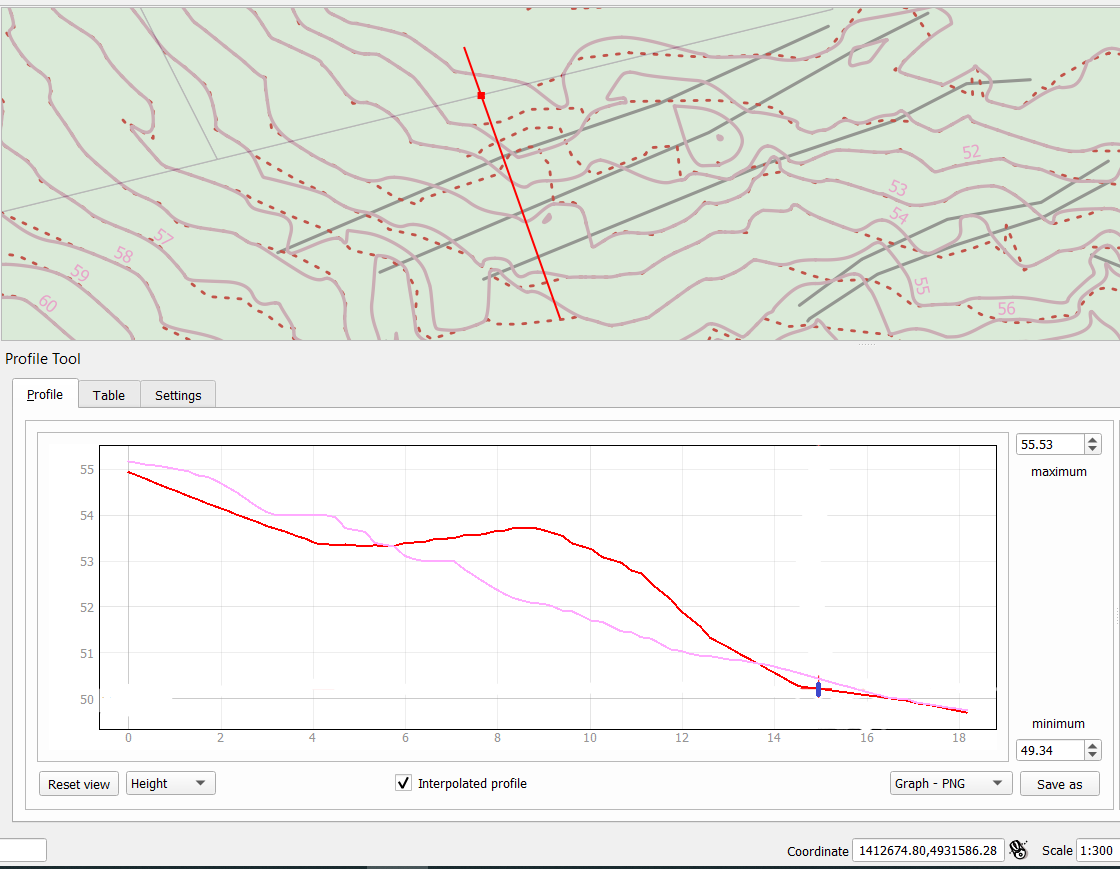 52
53
54
57
58
59
60
55
56
Profile Tool
Profile Table Settings
55.53
maximum
55
54
53
52
51
50
0 2 4 6 8 10 12 14 16 18
minimum
49.34
Reset view Height Interpolated profile Graph - PNG Save as
Coordinate 1412674.80,4931586.28 Scale 1:300